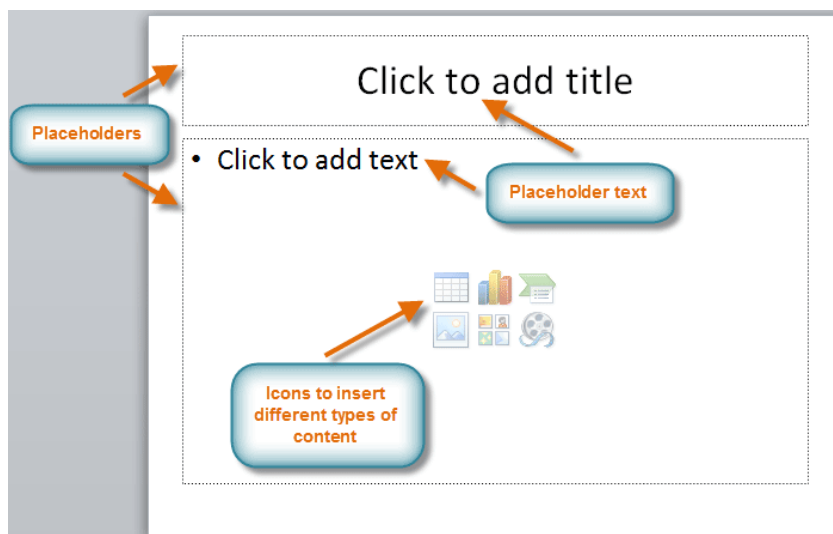 Click to add title
Placeholders
• Click to add text
Placeholder text
Icons to insert
different types of
content